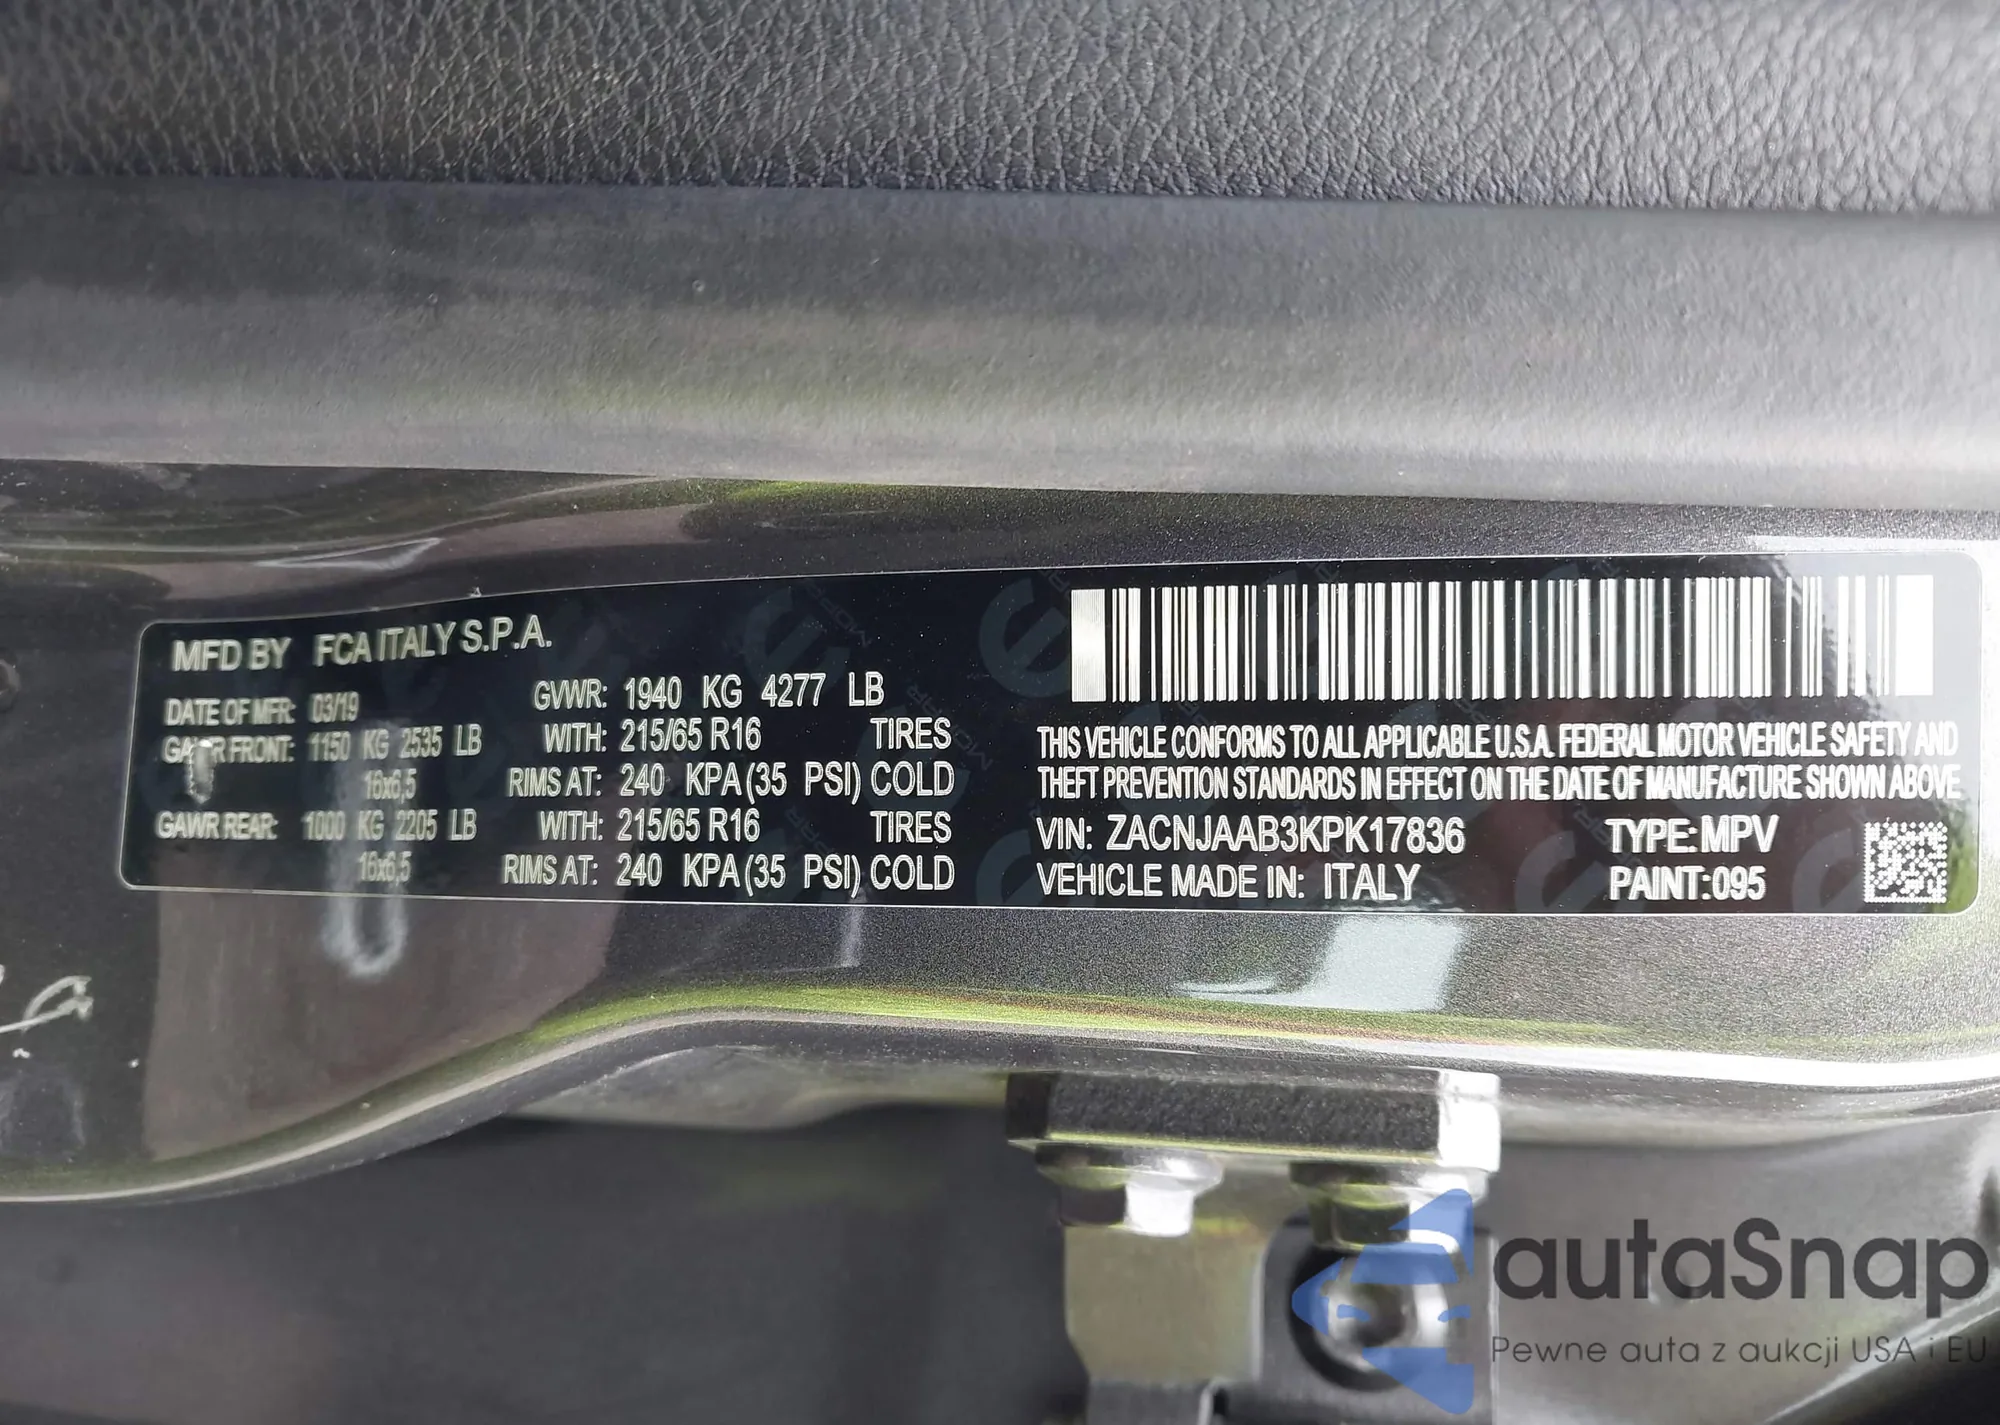 MFD BY FCA ITALY S.P.A.
DATE OF MFR: 03/19 GVWR: 1940 KG 4277 LB
GAWR FRONT: 1150 KG 2535 LB WITH: 215/65 R16 TIRES
16x6,5 RIMS AT: 240 KPA (35 PSI) COLD
GAWR REAR: 1000 KG 2205 LB WITH: 215/65 R16 TIRES
16x6,5 RIMS AT: 240 KPA (35 PSI) COLD
THIS VEHICLE CONFORMS TO ALL APPLICABLE U.S.A. FEDERAL MOTOR VEHICLE SAFETY AND
THEFT PREVENTION STANDARDS IN EFFECT ON THE DATE OF MANUFACTURE SHOWN ABOVE
VIN: ZACNJAAB3KPK17836 TYPE: MPV
VEHICLE MADE IN: ITALY PAINT: 095
autaSnap
Pewne auta z aukcji USA i EU